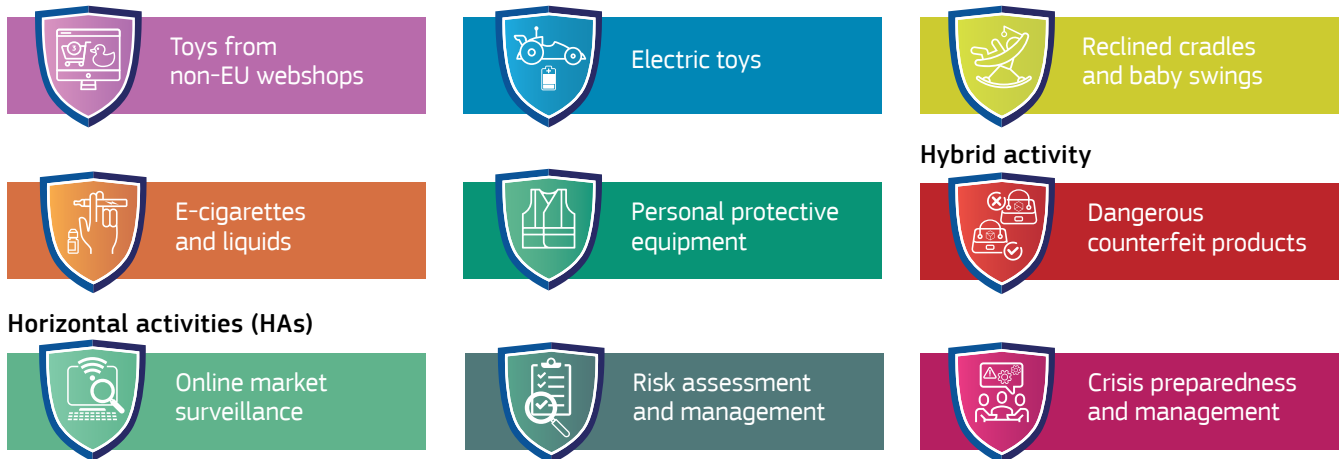 Toys from
non-EU webshops
Electric toys
Reclined cradles
and baby swings
E-cigarettes
and liquids
Personal protective
equipment
Hybrid activity
Dangerous
counterfeit products
Horizontal activities (HAs)
Online market
surveillance
Risk assessment
and management
Crisis preparedness
and management